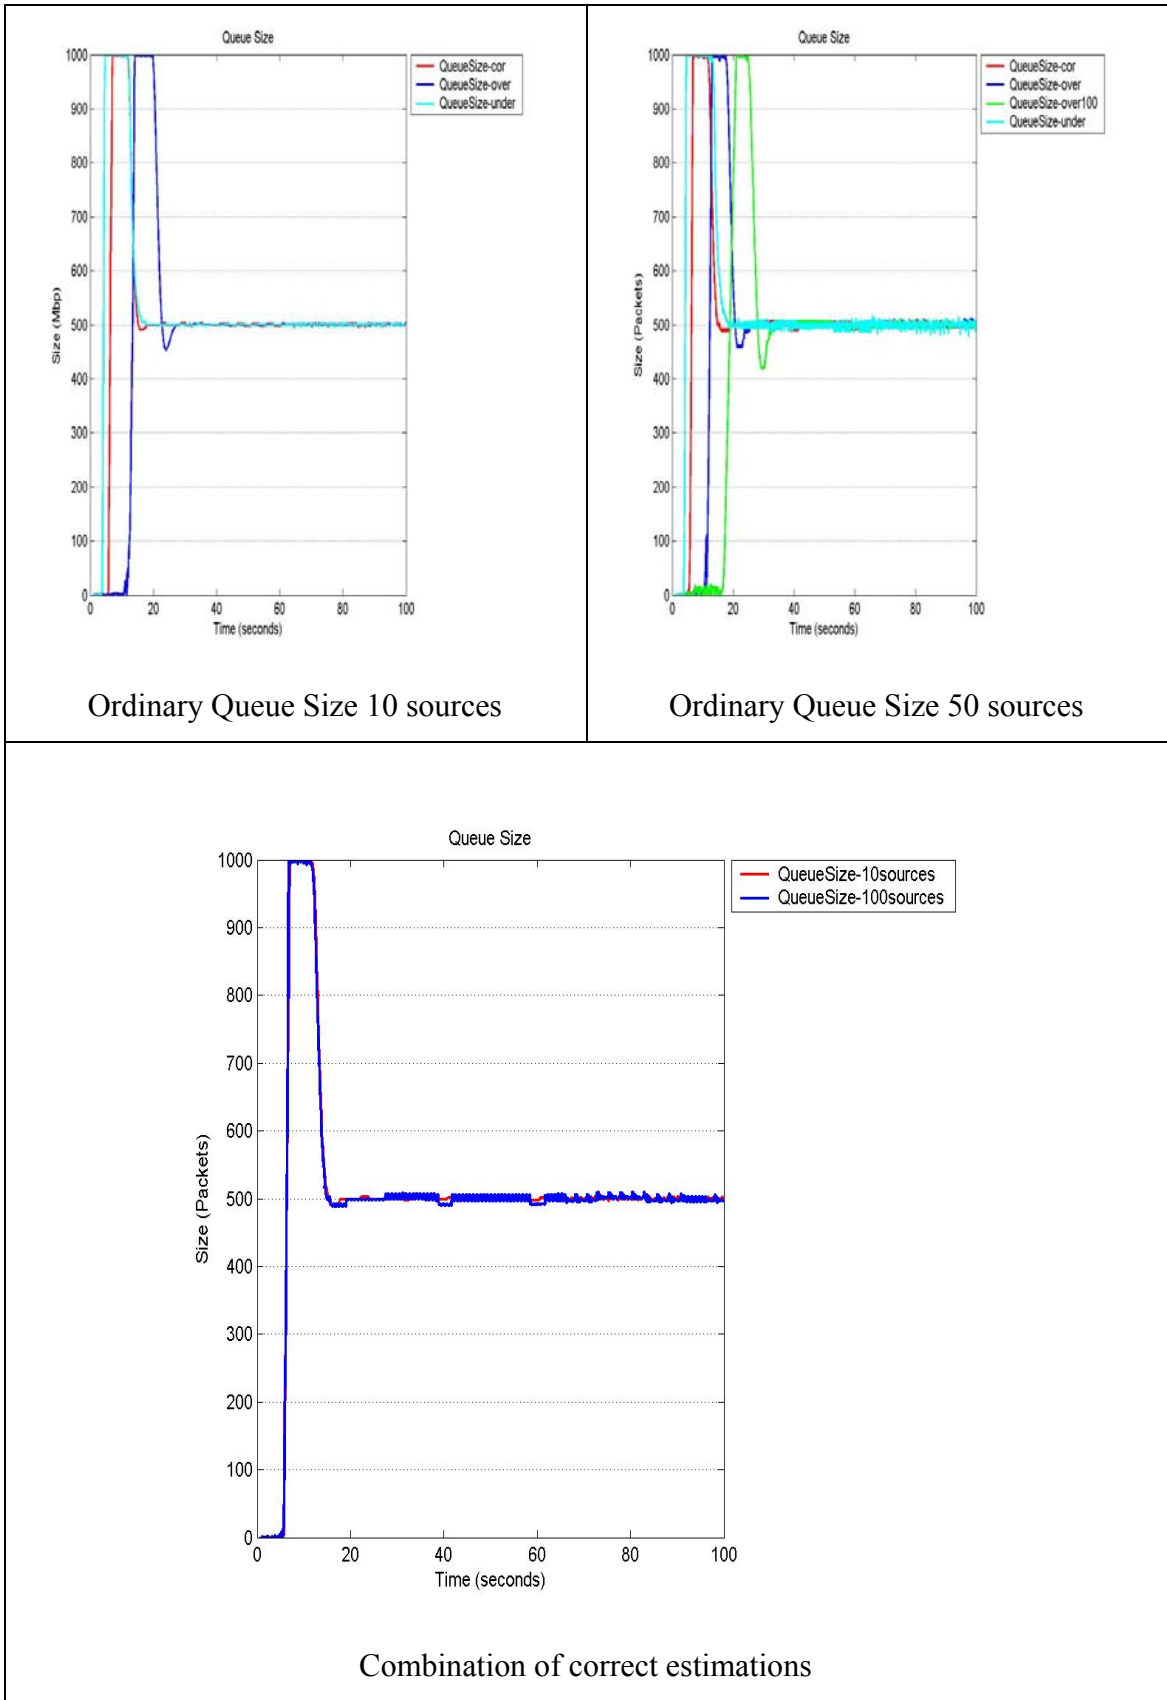 Queue Size
QueueSize-cor
QueueSize-over
QueueSize-under
Size (Mbp)
1000
900
800
700
600
500
400
300
200
100
0
0 20 40 60 80 100
Time (seconds)
Ordinary Queue Size 10 sources
Queue Size
QueueSize-cor
QueueSize-over
QueueSize-over100
QueueSize-under
Size (Packets)
1000
900
800
700
600
500
400
300
200
100
0
0 20 40 60 80 100
Time (seconds)
Ordinary Queue Size 50 sources
Queue Size
QueueSize-10sources
QueueSize-100sources
Size (Packets)
1000
900
800
700
600
500
400
300
200
100
0
0 20 40 60 80 100
Time (seconds)
Combination of correct estimations